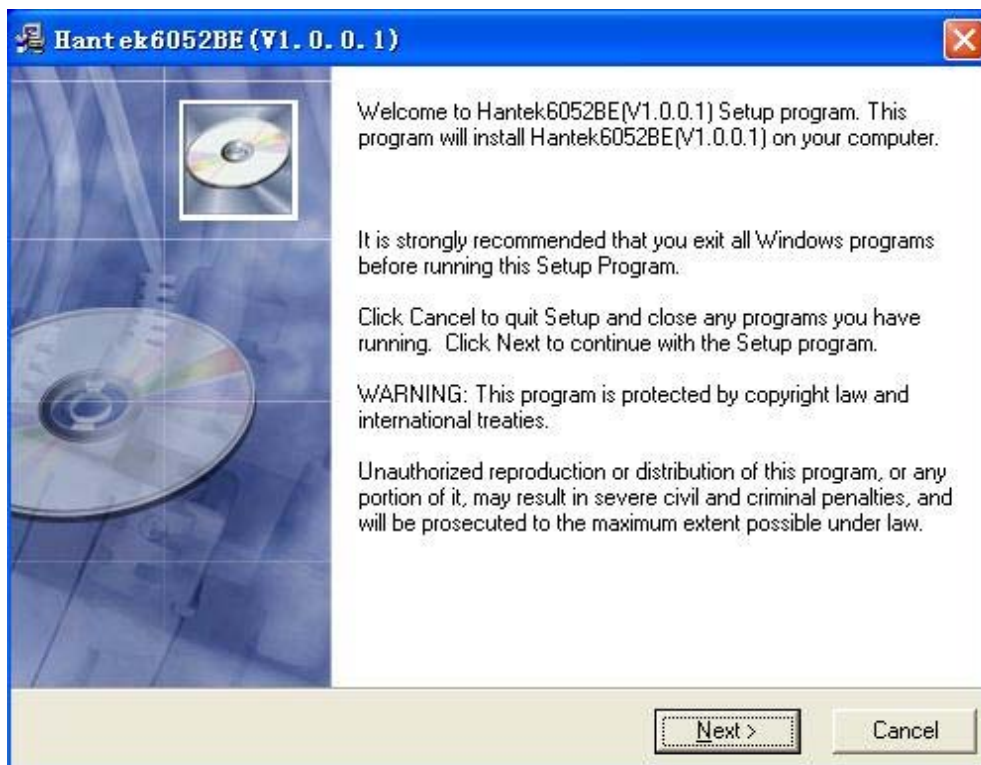 Hantek6052BE(V1.0.0.1)
Welcome to Hantek6052BE(V1.0.0.1) Setup program. This
program will install Hantek6052BE(V1.0.0.1) on your computer.
It is strongly recommended that you exit all Windows programs
before running this Setup Program.
Click Cancel to quit Setup and close any programs you have
running. Click Next to continue with the Setup program.
WARNING: This program is protected by copyright law and
international treaties.
Unauthorized reproduction or distribution of this program, or any
portion of it, may result in severe civil and criminal penalties, and
will be prosecuted to the maximum extent possible under law.
Next >
Cancel